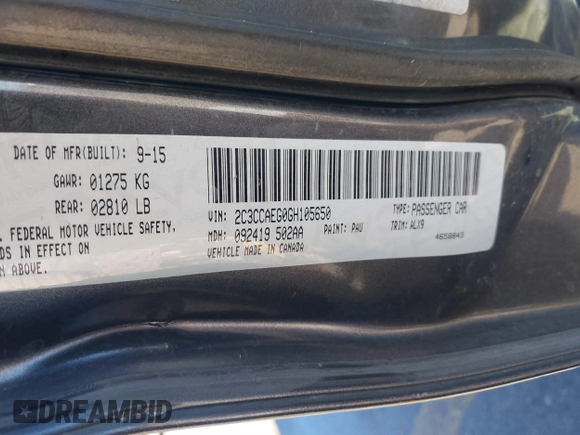 DATE OF MFR(BUILT): 9-15
GAWR: 01275 KG
REAR: 02810 LB
. FEDERAL MOTOR VEHICLE SAFETY,
DS IN EFFECT ON
N ABOVE.
VIN: 2C3CCAEG0GH105650
TYPE: PASSENGER CAR
MDH: 092419 502AA
PAINT: PAU
TRIM: ALX9
VEHICLE MADE IN CANADA
4658843
DREAMBID